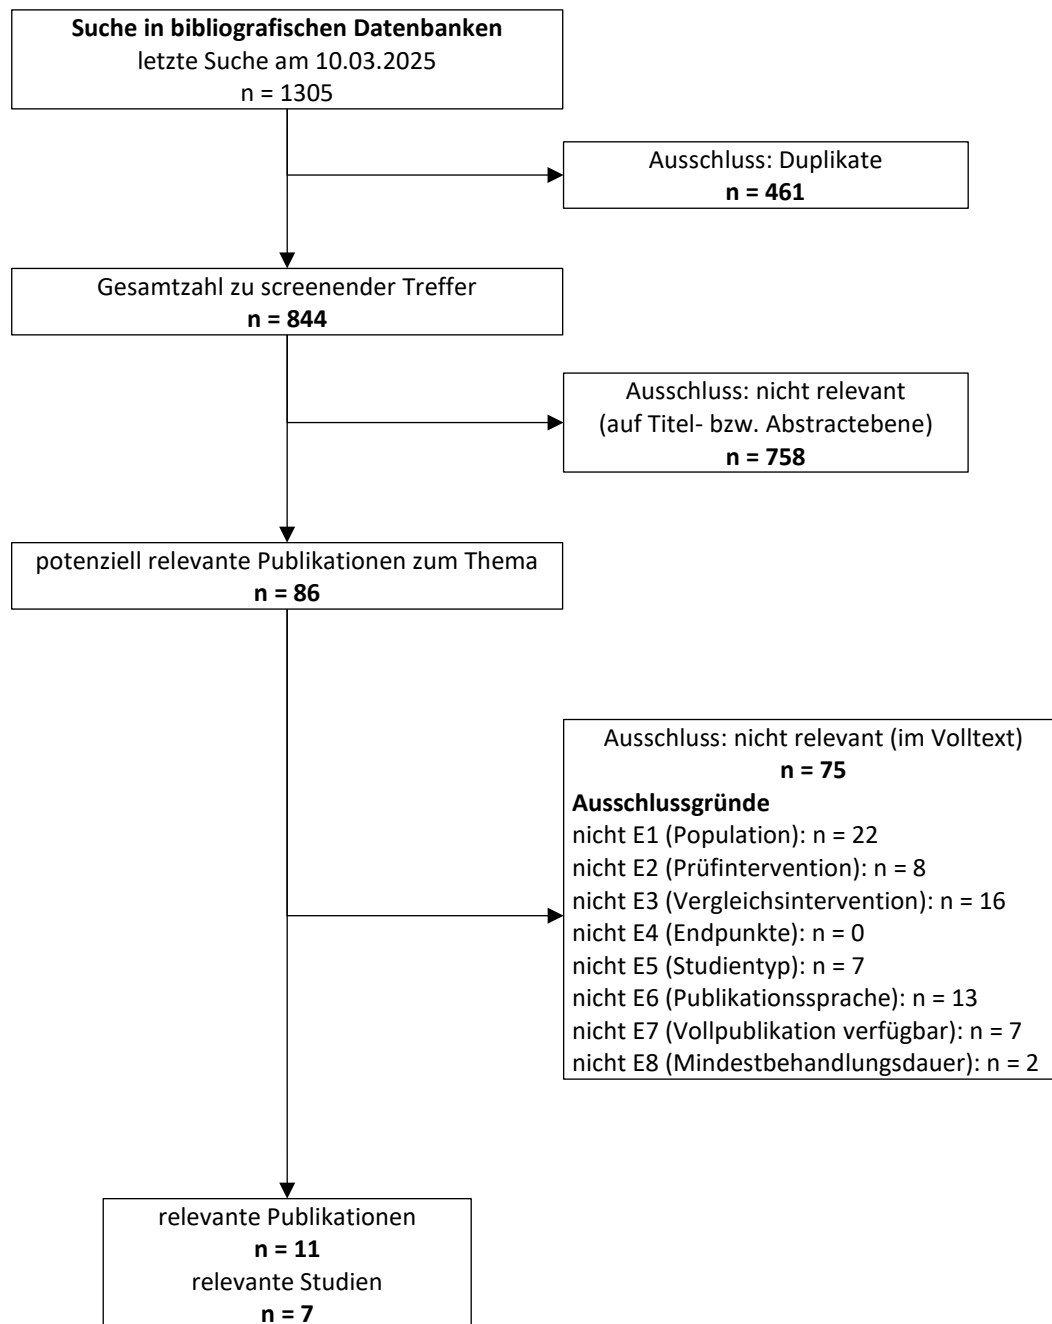 Suche in bibliografischen Datenbanken
letzte Suche am 10.03.2025
n = 1305
Ausschluss: Duplikate
n = 461
Gesamtzahl zu screenender Treffer
n = 844
Ausschluss: nicht relevant
(auf Titel- bzw. Abstractebene)
n = 758
potenziell relevante Publikationen zum Thema
n = 86
Ausschluss: nicht relevant (im Volltext)
n = 75
Ausschlussgründe
nicht E1 (Population): n = 22
nicht E2 (Prüfintervention): n = 8
nicht E3 (Vergleichsintervention): n = 16
nicht E4 (Endpunkte): n = 0
nicht E5 (Studientyp): n = 7
nicht E6 (Publikationssprache): n = 13
nicht E7 (Vollpublikation verfügbar): n = 7
nicht E8 (Mindestbehandlungsdauer): n = 2
relevante Publikationen
n = 11
relevante Studien
n = 7